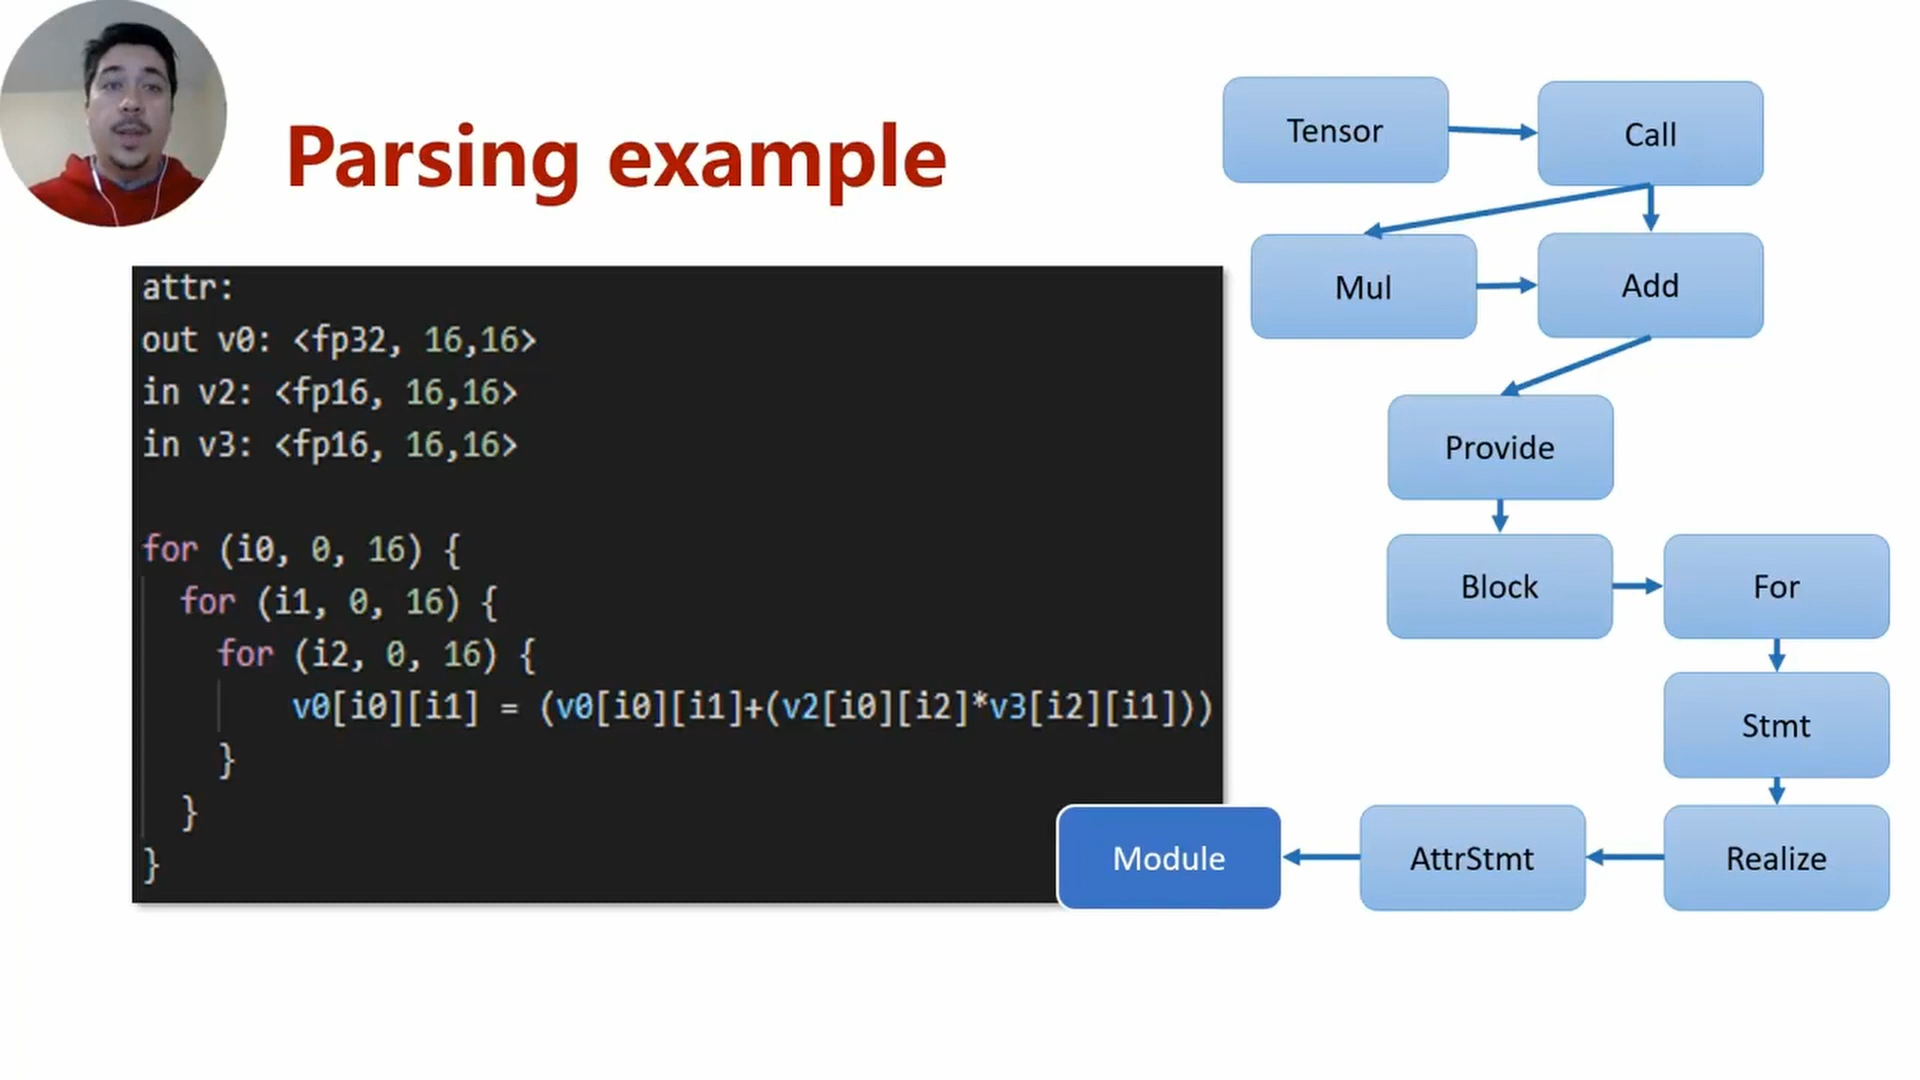 Parsing example
attr:
out v0: <fp32, 16,16>
in v2: <fp16, 16,16>
in v3: <fp16, 16,16>
for (i0, 0, 16) {
for (i1, 0, 16) {
for (i2, 0, 16) {
v0[i0][i1] = (v0[i0][i1]+(v2[i0][i2]*v3[i2][i1]))
}
}
}
Tensor
Call
Mul
Add
Provide
Block
For
Stmt
Realize
AttrStmt
Module